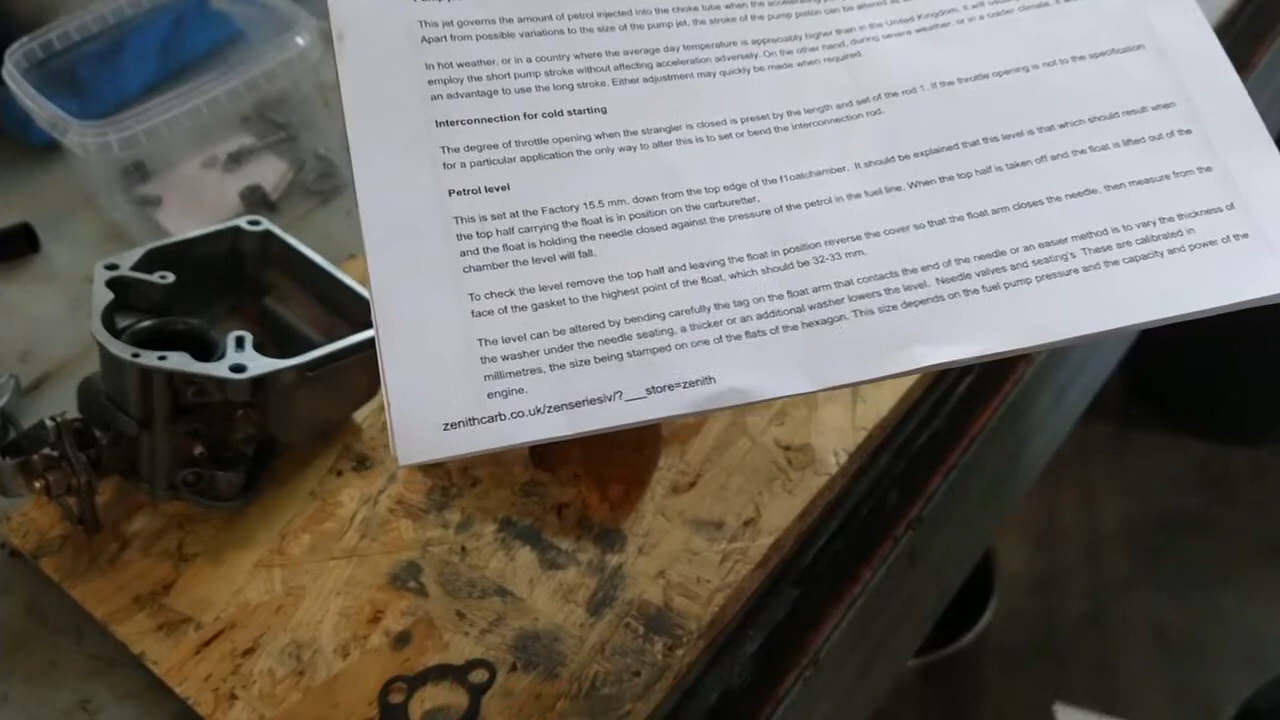 This jet governs the amount of petrol injected into the choke tube when the
Apart from possible variations to the size of the pump jet, the stroke of the pump piston can be altered
In hot weather, or in a country where the average day temperature is appreciably higher than in the United Kingdom, it will
employ the short pump stroke without affecting acceleration adversely. On the other hand, during severe weather, or in a colder climate, it
an advantage to use the long stroke. Either adjustment may quickly be made when required.
Interconnection for cold starting
The degree of throttle opening when the strangler is closed is preset by the length and set of the rod 1. If the throttle opening is not to the specification
for a particular application the only way to alter this is to set or bend the interconnection rod.
Petrol level
This is set at the Factory 15.5 mm. down from the top edge of the f1oatchamber. It should be explained that this level is that which should result when
the top half carrying the float is in position on the carburetter,
and the float is holding the needle closed against the pressure of the petrol in the fuel line. When the top half is taken off and the float is lifted out of the
chamber the level will fall.
To check the level remove the top half and leaving the float in position reverse the cover so that the float arm closes the needle, then measure from the
face of the gasket to the highest point of the float, which should be 32-33 mm.
The level can be altered by bending carefully the tag on the float arm that contacts the end of the needle or an easier method is to vary the thickness of
the washer under the needle seating, a thicker or an additional washer lowers the level. Needle valves and seating's These are calibrated in
millimetres, the size being stamped on one of the flats of the hexagon. This size depends on the fuel pump pressure and the capacity and power of the
engine.
zenithcarb.co.uk/zenseriesiv/?___store=zenith